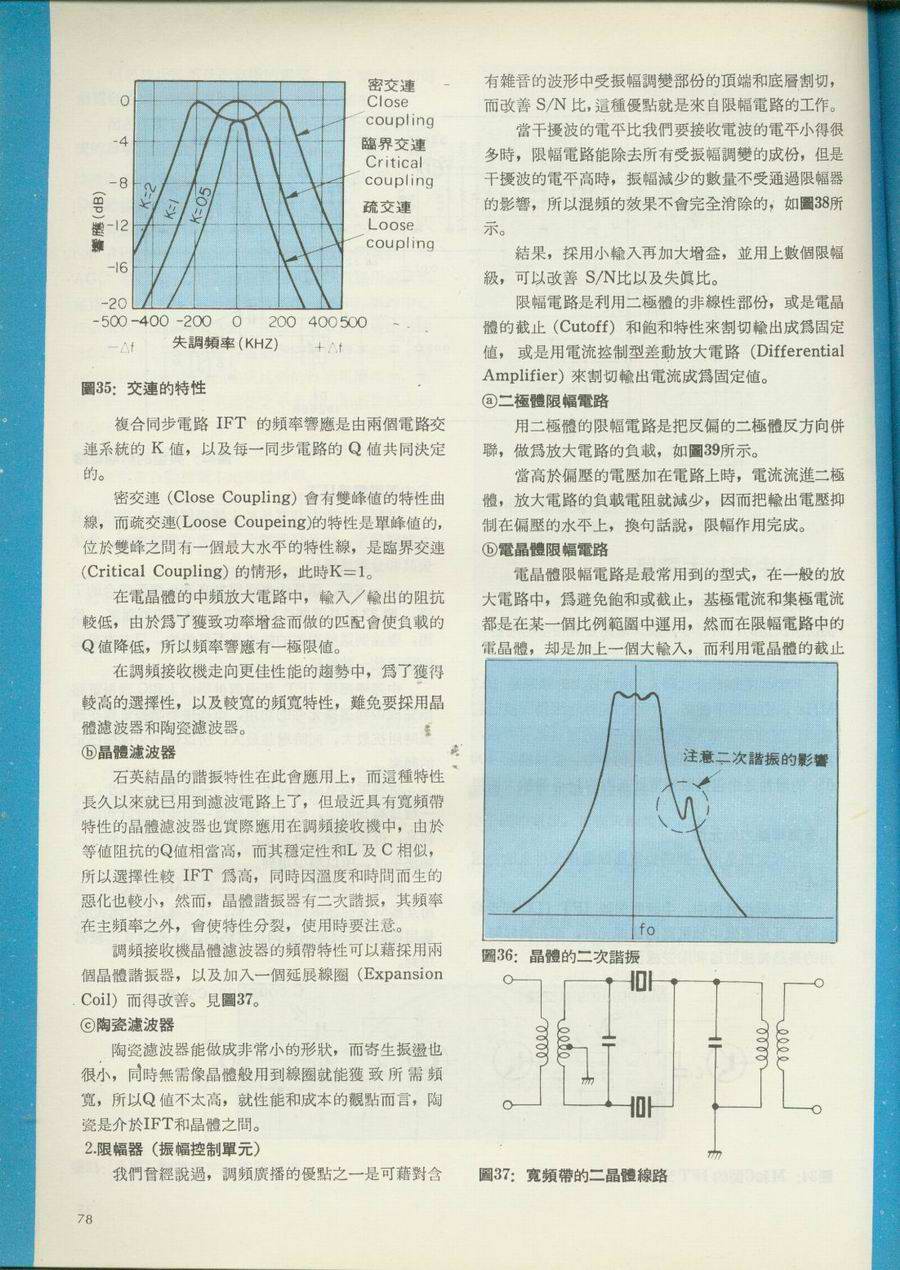 0
-4
-8
-12
-16
-20
響應(dB)
K=2
K=1
K=0.5
密交連
Close
coupling
臨界交連
Critical
coupling
疏交連
Loose
coupling
-500 -400 -200 0 200 400 500
－△f 失調頻率(KHZ) ＋△f
圖35：交連的特性
複合同步電路 IFT 的頻率響應是由兩個電路交
連系統的 K 值，以及每一同步電路的 Q 值共同決定
的。
密交連 (Close Coupling) 會有雙峰值的特性曲
線，而疏交連(Loose Coupeing)的特性是單峰值的，
位於雙峰之間有一個最大水平的特性線，是臨界交連
(Critical Coupling) 的情形，此時K＝1。
在電晶體的中頻放大電路中，輸入／輸出的阻抗
較低，由於爲了獲致功率增益而做的匹配會使負載的
Q值降低，所以頻率響應有一極限值。
在調頻接收機走向更佳性能的趨勢中，爲了獲得
較高的選擇性，以及較寬的頻寬特性，難免要採用晶
體濾波器和陶瓷濾波器。
ⓑ晶體濾波器
石英結晶的諧振特性在此會應用上，而這種特性
長久以來就已用到濾波電路上了，但最近具有寬頻帶
特性的晶體濾波器也實際應用在調頻接收機中，由於
等値阻抗的Q値相當高，而其穩定性和L 及 C 相似，
所以選擇性較 IFT 爲高，同時因溫度和時間而生的
惡化也較小，然而，晶體諧振器有二次諧振，其頻率
在主頻率之外，會使特性分裂，使用時要注意。
調頻接收機晶體濾波器的頻帶特性可以藉採用兩
個晶體諧振器，以及加入一個延展線圈 (Expansion
Coil) 而得改善。見圖37。
ⓒ陶瓷濾波器
陶瓷濾波器能做成非常小的形狀，而寄生振盪也
很小，同時無需像晶體般用到線圈就能獲致所需頻
寬，所以Q値不太高，就性能和成本的觀點而言，陶
瓷是介於IFT和晶體之間。
2.限幅器（振幅控制單元）
我們曾經說過，調頻廣播的優點之一是可藉對含
78
有雜音的波形中受振幅調變部份的頂端和底層割切，
而改善 S/N 比，這種優點就是來自限幅電路的工作。
當干擾波的電平比我們要接收電波的電平小得很
多時，限幅電路能除去所有受振幅調變的成份，但是
干擾波的電平高時，振幅減少的數量不受通過限幅器
的影響，所以混頻的效果不會完全消除的，如圖38所
示。
結果，採用小輸入再加大增益，並用上數個限幅
級，可以改善 S/N比以及失眞比。
限幅電路是利用二極體的非線性部份，或是電晶
體的截止 (Cutoff) 和飽和特性來割切輸出成爲固定
値，或是用電流控制型差動放大電路 (Differential
Amplifier) 來割切輸出電流成爲固定値。
ⓐ二極體限幅電路
用二極體的限幅電路是把反偏的二極體反方向併
聯，做爲放大電路的負載，如圖39所示。
當高於偏壓的電壓加在電路上時，電流流進二極
體，放大電路的負載電阻就減少，因而把輸出電壓抑
制在偏壓的水平上，換句話說，限幅作用完成。
ⓑ電晶體限幅電路
電晶體限幅電路是最常用到的型式，在一般的放
大電路中，爲避免飽和或截止，基極電流和集極電流
都是在某一個比例範圍中運用，然而在限幅電路中的
電晶體，却是加上一個大輸入，而利用電晶體的截止
注意二次諧振的影響
fo
圖36：晶體的二次諧振
圖37：寬頻帶的二晶體線路